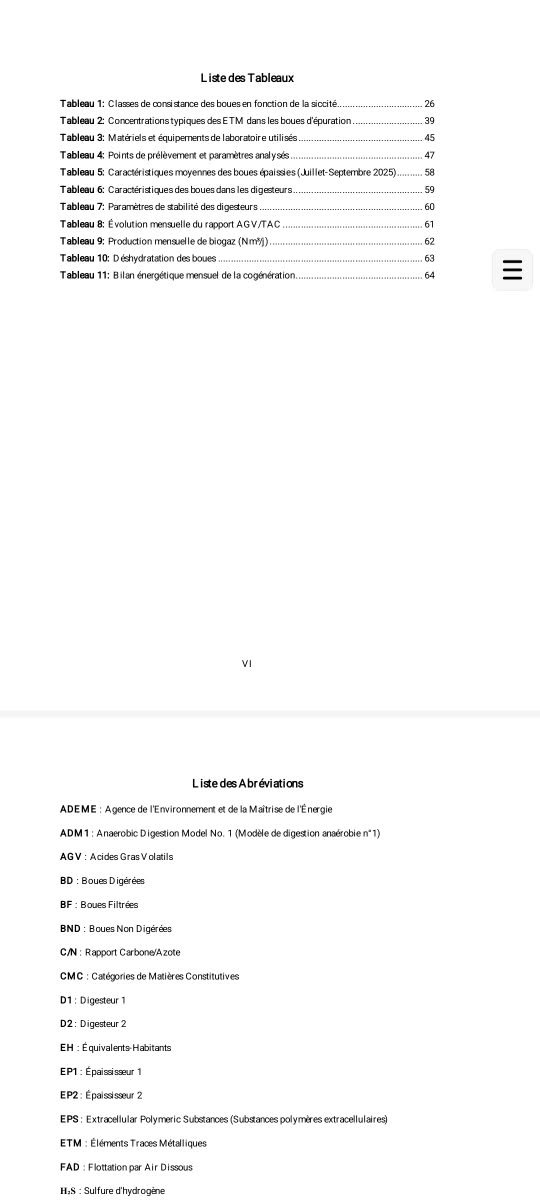 Liste des Tableaux
Tableau 1: Classes de consistance des boues en fonction de la siccité................................ 26
Tableau 2: Concentrations typiques des ETM dans les boues d'épuration .......................... 39
Tableau 3: Matériels et équipements de laboratoire utilisés ............................................... 45
Tableau 4: Points de prélèvement et paramètres analysés .................................................. 47
Tableau 5: Caractéristiques moyennes des boues épaissies (Juillet-Septembre 2025).......... 58
Tableau 6: Caractéristiques des boues dans les digesteurs ................................................. 59
Tableau 7: Paramètres de stabilité des digesteurs .............................................................. 60
Tableau 8: Évolution mensuelle du rapport AGV/TAC ..................................................... 61
Tableau 9: Production mensuelle de biogaz (Nm³/j) .......................................................... 62
Tableau 10: Déshydratation des boues .............................................................................. 63
Tableau 11: Bilan énergétique mensuel de la cogénération................................................ 64
VI
Liste des Abréviations
ADEME : Agence de l'Environnement et de la Maîtrise de l'Énergie
ADM1 : Anaerobic Digestion Model No. 1 (Modèle de digestion anaérobie n°1)
AGV : Acides Gras Volatils
BD : Boues Digérées
BF : Boues Filtrées
BND : Boues Non Digérées
C/N : Rapport Carbone/Azote
CMC : Catégories de Matières Constitutives
D1 : Digesteur 1
D2 : Digesteur 2
EH : Équivalents-Habitants
EP1 : Épaississeur 1
EP2 : Épaississeur 2
EPS : Extracellular Polymeric Substances (Substances polymères extracellulaires)
ETM : Éléments Traces Métalliques
FAD : Flottation par Air Dissous
H₂S : Sulfure d'hydrogène